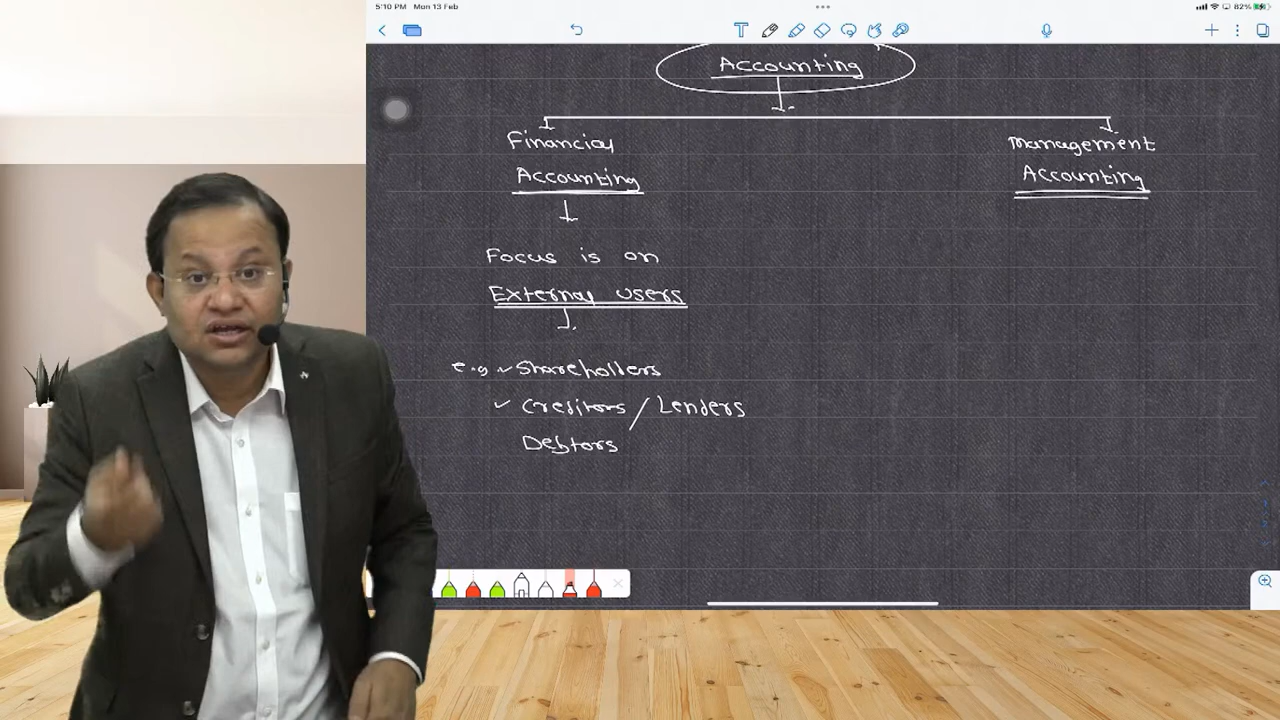 5:10 PM Mon 13 Feb
82%
Accounting
Financial
Accounting
Management
Accounting
Focus is on
External users
e.g. Shareholders
Creditors / Lenders
Debtors